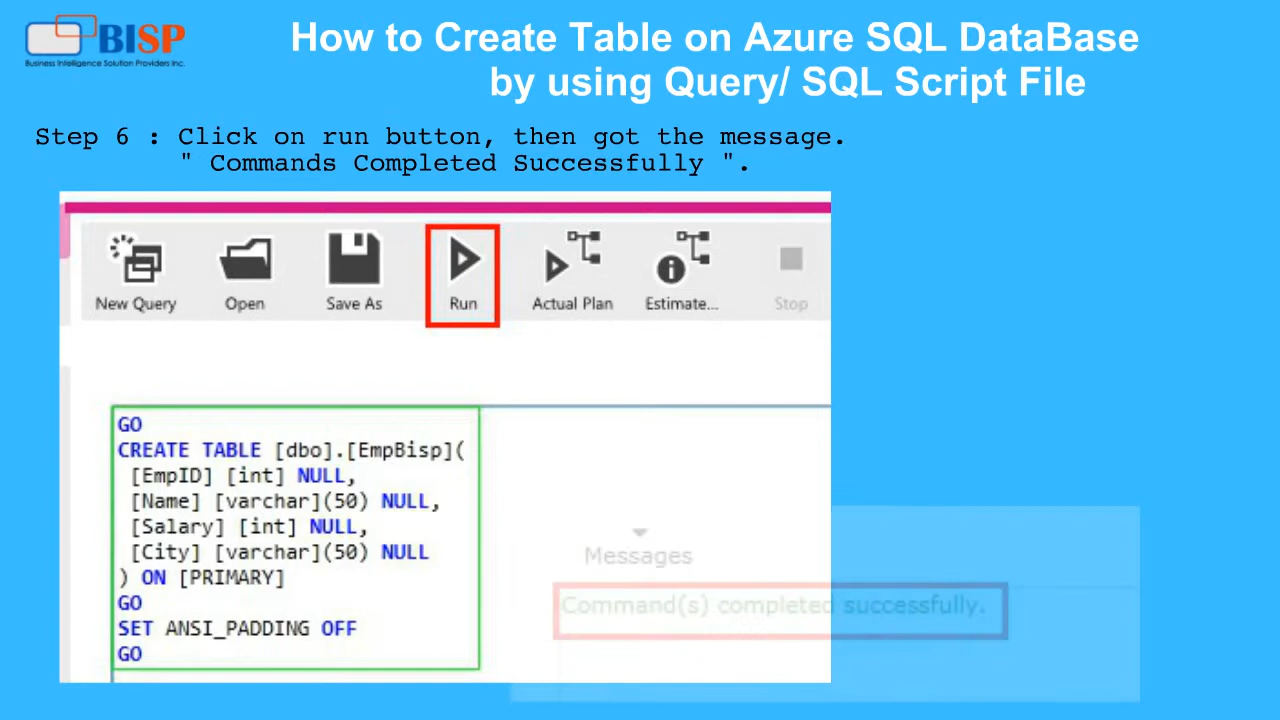 BISP
Business Intelligence Solution Providers Inc.
How to Create Table on Azure SQL DataBase
by using Query/ SQL Script File
Step 6 : Click on run button, then got the message.
" Commands Completed Successfully ".
New Query Open Save As Run Actual Plan Estimate... Stop
GO
CREATE TABLE [dbo].[EmpBisp](
[EmpID] [int] NULL,
[Name] [varchar](50) NULL,
[Salary] [int] NULL,
[City] [varchar](50) NULL
) ON [PRIMARY]
GO
SET ANSI_PADDING OFF
GO
Messages
Command(s) completed successfully.